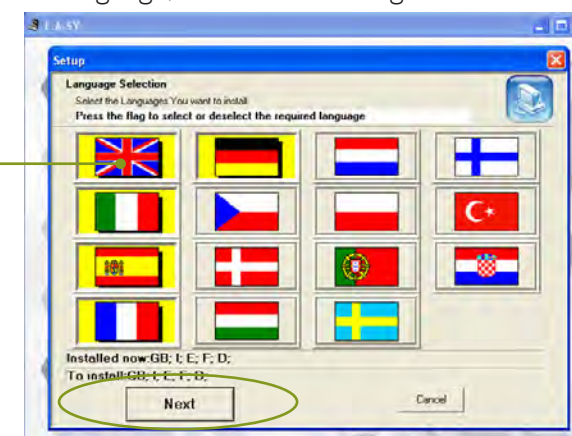 E.A.SY.
Setup
Language Selection
Select the Languages You want to install
Press the flag to select or deselect the required language
Installed now:GB; I; E; F; D;
To install:GB; I; E; F; D;
Next
Cancel